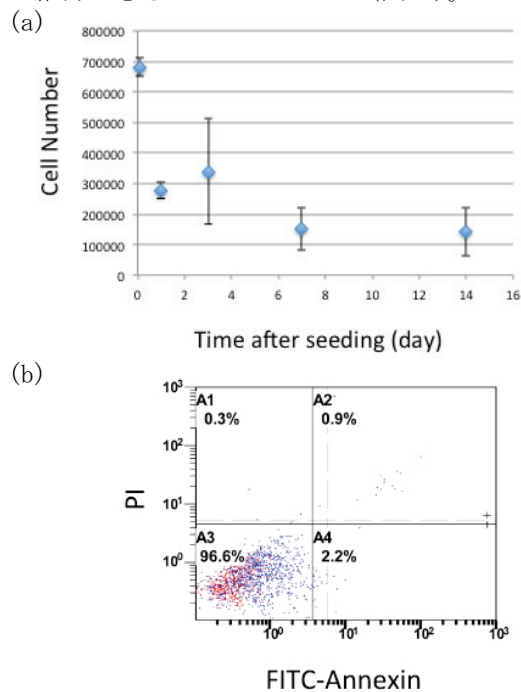 (a)
800000
700000
600000
500000
400000
300000
200000
100000
0
Cell Number
0 2 4 6 8 10 12 14 16
Time after seeding (day)
(b)
10³
10²
10¹
10⁰
PI
A1
0.3%
A2
0.9%
A3
96.6%
A4
2.2%
10⁰ 10¹ 10² 10³
FITC-Annexin